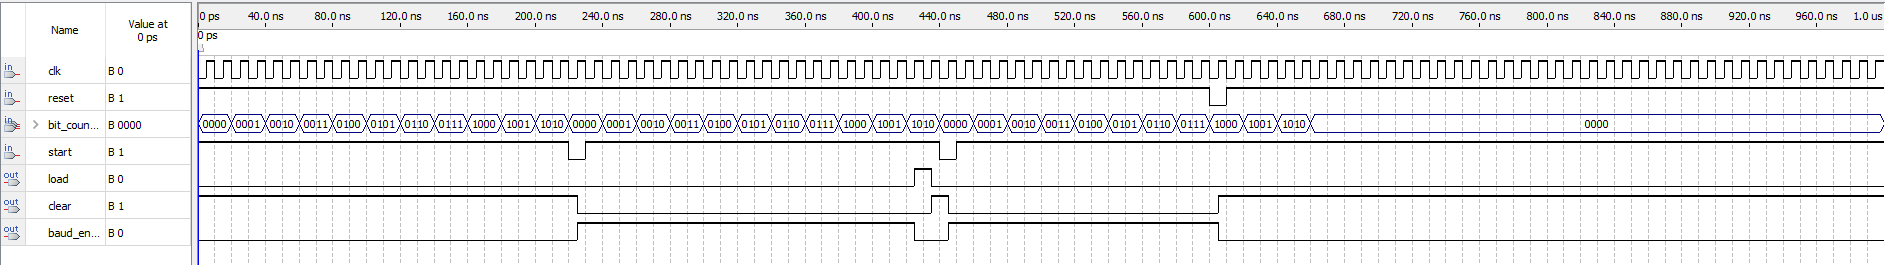 Name
Value at
0 ps
0 ps 40.0 ns 80.0 ns 120.0 ns 160.0 ns 200.0 ns 240.0 ns 280.0 ns 320.0 ns 360.0 ns 400.0 ns 440.0 ns 480.0 ns 520.0 ns 560.0 ns 600.0 ns 640.0 ns 680.0 ns 720.0 ns 760.0 ns 800.0 ns 840.0 ns 880.0 ns 920.0 ns 960.0 ns 1.0 us
0 ps
in clk B 0
in reset B 1
in > bit_coun... B 0000 0000 0001 0010 0011 0100 0101 0110 0111 1000 1001 1010 0000 0001 0010 0011 0100 0101 0110 0111 1000 1001 1010 0000 0001 0010 0011 0100 0101 0110 0111 1000 1001 1010 0000
in start B 1
out load B 0
out clear B 1
out baud_en... B 0